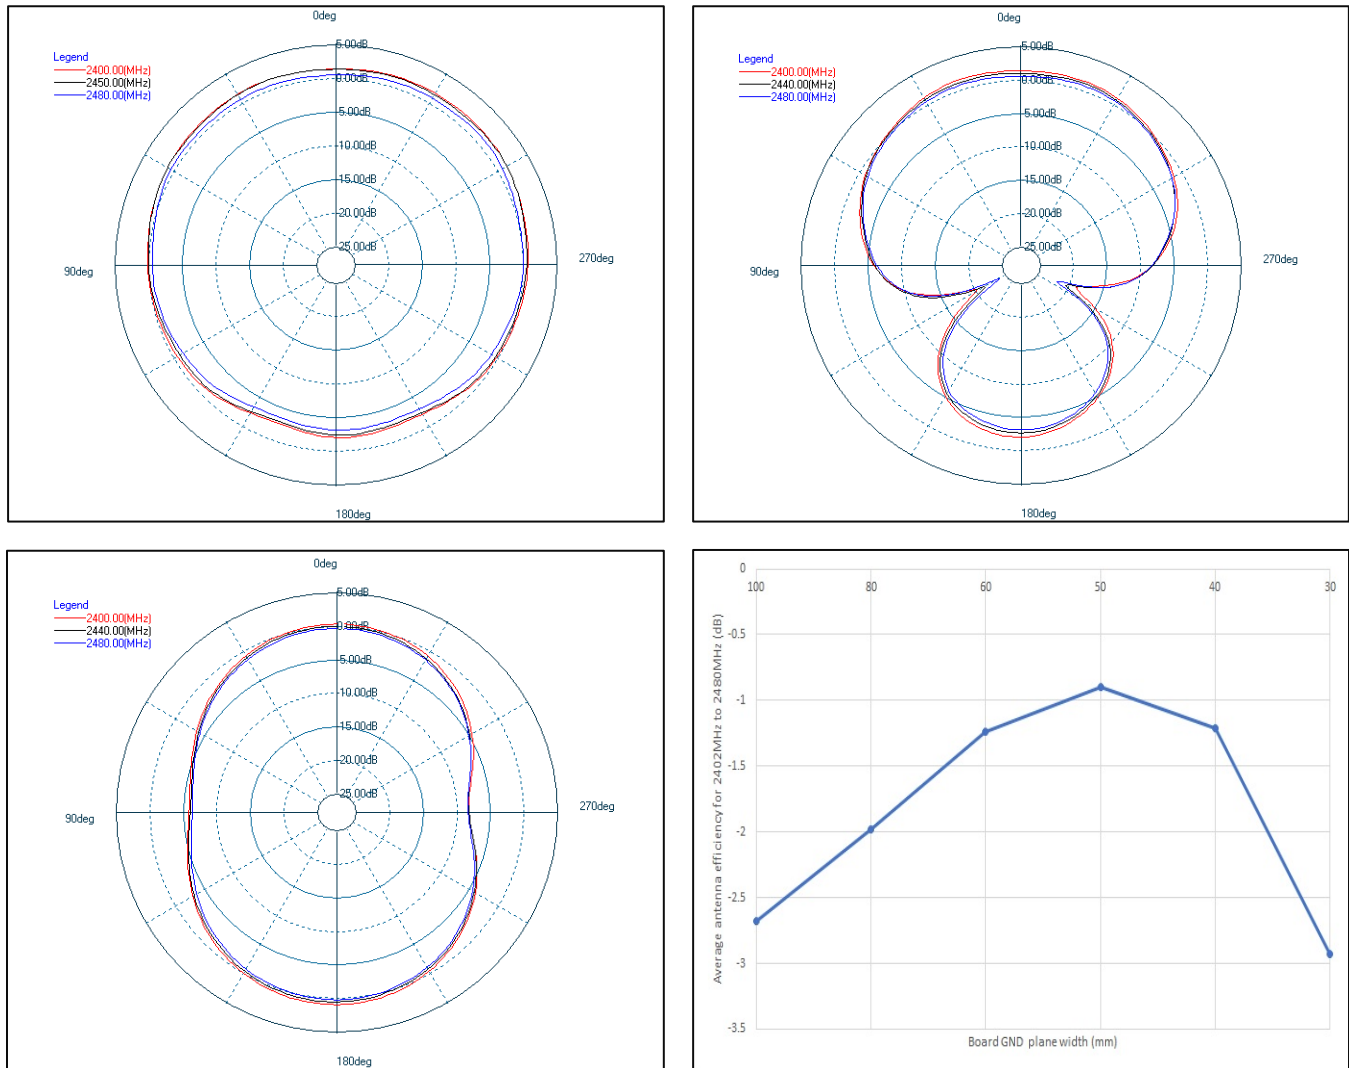 0deg
Legend
2400.00(MHz)
2450.00(MHz)
2480.00(MHz)
5.00dB
0.00dB
5.00dB
10.00dB
15.00dB
20.00dB
25.00dB
90deg
270deg
180deg
0deg
Legend
2400.00(MHz)
2440.00(MHz)
2480.00(MHz)
5.00dB
0.00dB
5.00dB
10.00dB
15.00dB
20.00dB
25.00dB
90deg
270deg
180deg
0deg
Legend
2400.00(MHz)
2440.00(MHz)
2480.00(MHz)
5.00dB
0.00dB
5.00dB
10.00dB
15.00dB
20.00dB
25.00dB
90deg
270deg
180deg
Average antenna efficiency for 2402MHz to 2480MHz (dB)
0
-0.5
-1
-1.5
-2
-2.5
-3
-3.5
100 80 60 50 40 30
Board GND plane width (mm)